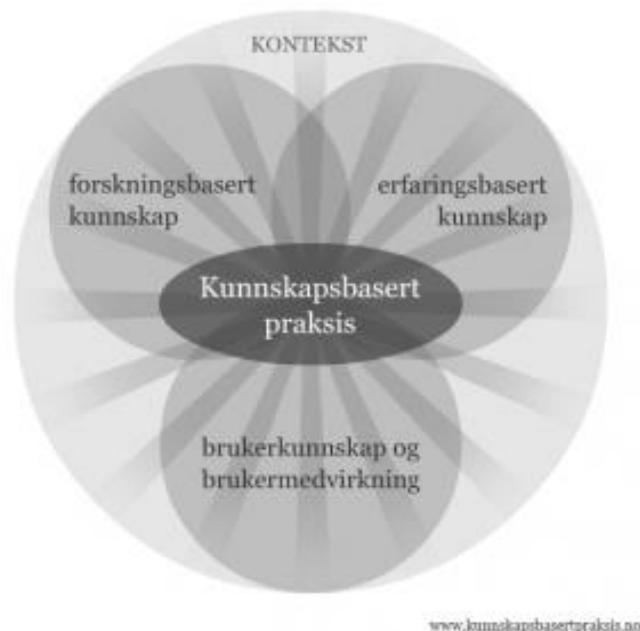 KONTEKST
forskningsbasert
kunnskap
erfaringsbasert
kunnskap
Kunnskapsbasert
praksis
brukerkunnskap og
brukermedvirkning
www.kunnskapsbasertpraksis.no